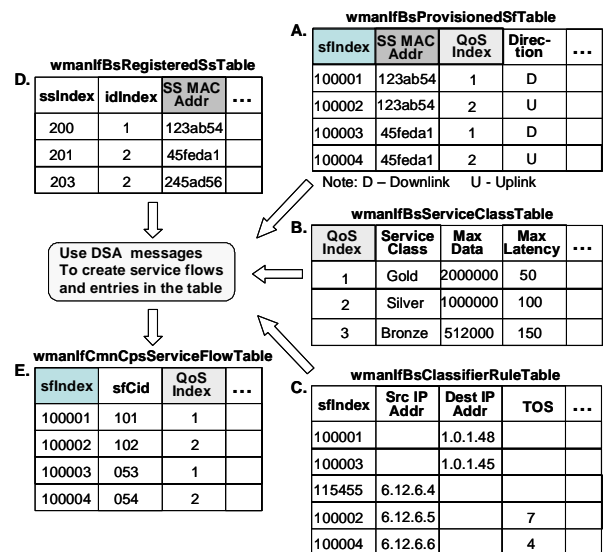 A. wmanIfBsProvisionedSfTable
sfIndex SS MAC Addr QoS Index Direc-tion ...
100001 123ab54 1 D
100002 123ab54 2 U
100003 45feda1 1 D
100004 45feda1 2 U
Note: D – Downlink U - Uplink
D. wmanIfBsRegisteredSsTable
ssIndex idIndex SS MAC Addr ...
200 1 123ab54
201 2 45feda1
203 2 245ad56
B. wmanIfBsServiceClassTable
QoS Index Service Class Max Data Max Latency ...
1 Gold 2000000 50
2 Silver 1000000 100
3 Bronze 512000 150
Use DSA messages
To create service flows
and entries in the table
E. wmanIfCmnCpsServiceFlowTable
sfIndex sfCid QoS Index ...
100001 101 1
100002 102 2
100003 053 1
100004 054 2
C. wmanIfBsClassifierRuleTable
sfIndex Src IP Addr Dest IP Addr TOS ...
100001 1.0.1.48
100003 1.0.1.45
115455 6.12.6.4
100002 6.12.6.5 7
100004 6.12.6.6 4